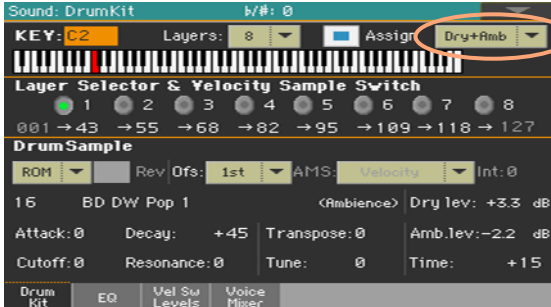 Sound: DrumKit ♭/#: 0
KEY: C2 Layers: 8 Assign Dry+Amb
Layer Selector & Velocity Sample Switch
1 2 3 4 5 6 7 8
001→43 →55 →68 →82 →95 →109→118→ 127
DrumSample
ROM Rev Ofs: 1st AMS: Velocity Int:0
16 BD DW Pop 1 (Ambience) Dry lev: +3.3 dB
Attack:0 Decay: +45 Transpose:0 Amb.lev:-2.2 dB
Cutoff:0 Resonance:0 Tune: 0 Time: +15
Drum Kit EQ Vel Sw Levels Voice Mixer